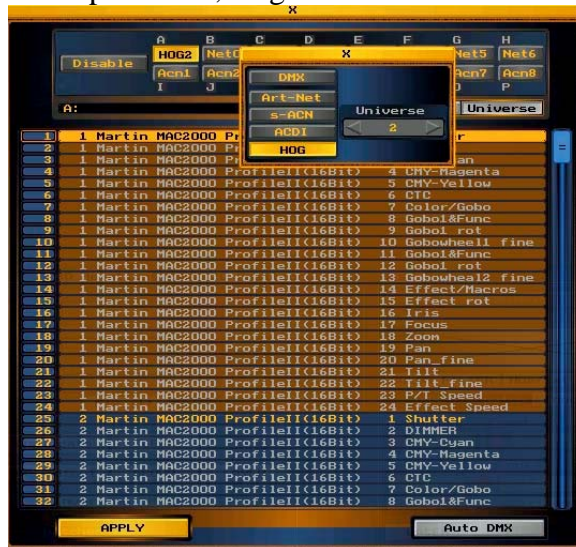 X
A B C D E F G H
HOG2 Net5 Net6
X
Disable
Acn1 Acn7 Acn8
I J P
DMX
Art-Net
s-ACN
ACDI
HOG
Universe
2
A: Universe
1 1 Martin MAC2000
2 1 Martin MAC2000
3 1 Martin MAC2000
4 1 Martin MAC2000 ProfileII(16Bit) 4 CMY-Magenta
5 1 Martin MAC2000 ProfileII(16Bit) 5 CMY-Yellow
6 1 Martin MAC2000 ProfileII(16Bit) 6 CTC
7 1 Martin MAC2000 ProfileII(16Bit) 7 Color/Gobo
8 1 Martin MAC2000 ProfileII(16Bit) 8 Gobo1&Func
9 1 Martin MAC2000 ProfileII(16Bit) 9 Gobo1 rot
10 1 Martin MAC2000 ProfileII(16Bit) 10 Gobowheel1 fine
11 1 Martin MAC2000 ProfileII(16Bit) 11 Gobo1&Func
12 1 Martin MAC2000 ProfileII(16Bit) 12 Gobo1 rot
13 1 Martin MAC2000 ProfileII(16Bit) 13 Gobowheal2 fine
14 1 Martin MAC2000 ProfileII(16Bit) 14 Effect/Macros
15 1 Martin MAC2000 ProfileII(16Bit) 15 Effect rot
16 1 Martin MAC2000 ProfileII(16Bit) 16 Iris
17 1 Martin MAC2000 ProfileII(16Bit) 17 Focus
18 1 Martin MAC2000 ProfileII(16Bit) 18 Zoon
19 1 Martin MAC2000 ProfileII(16Bit) 19 Pan
20 1 Martin MAC2000 ProfileII(16Bit) 20 Pan_fine
21 1 Martin MAC2000 ProfileII(16Bit) 21 Tilt
22 1 Martin MAC2000 ProfileII(16Bit) 22 Tilt_fine
23 1 Martin MAC2000 ProfileII(16Bit) 23 P/T Speed
24 1 Martin MAC2000 ProfileII(16Bit) 24 Effect Speed
25 2 Martin MAC2000 ProfileII(16Bit) 1 Shutter
26 2 Martin MAC2000 ProfileII(16Bit) 2 DIMMER
27 2 Martin MAC2000 ProfileII(16Bit) 3 CMY-Cyan
28 2 Martin MAC2000 ProfileII(16Bit) 4 CMY-Magenta
29 2 Martin MAC2000 ProfileII(16Bit) 5 CMY-Yellow
30 2 Martin MAC2000 ProfileII(16Bit) 6 CTC
31 2 Martin MAC2000 ProfileII(16Bit) 7 Color/Gobo
32 2 Martin MAC2000 ProfileII(16Bit) 8 Gobo1&Func
APPLY Auto DMX